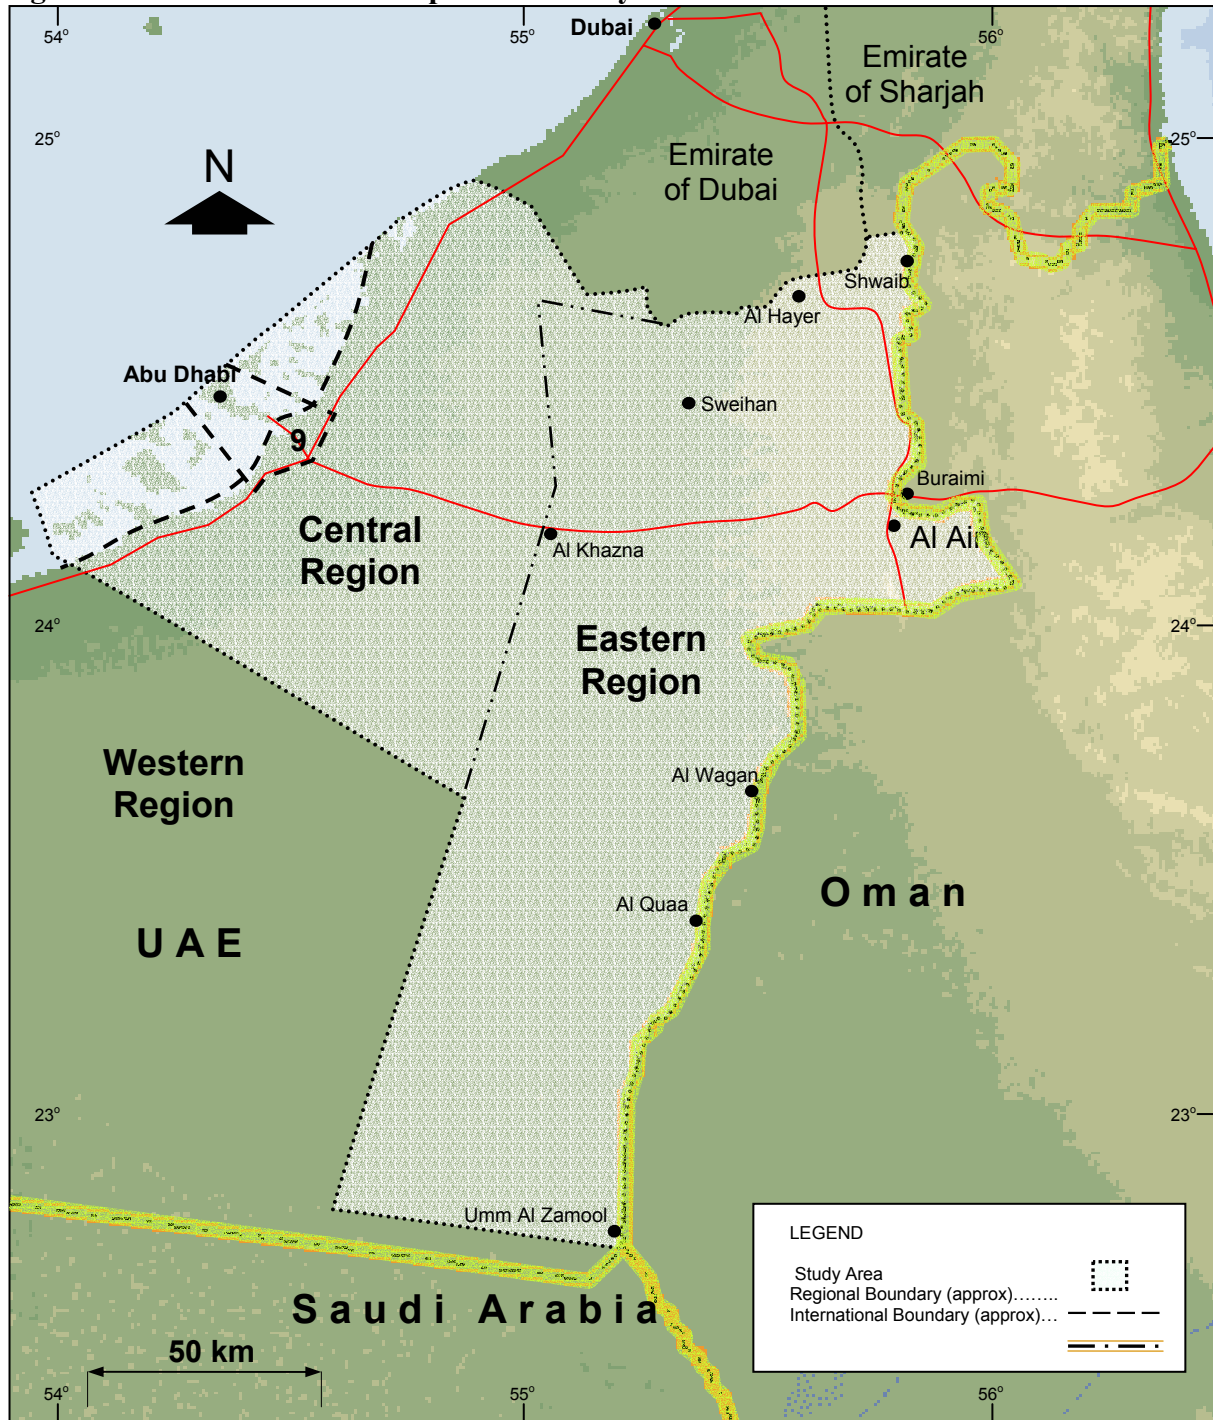 54°
55°
56°
Dubai
Emirate
of Sharjah
25°
25°
N
Emirate
of Dubai
Shwaib
Al Hayer
Abu Dhabi
Sweihan
9
Buraimi
Central
Region
Al Khazna
Al Ain
24°
24°
Eastern
Region
Western
Region
Al Wagan
Oman
Al Quaa
UAE
23°
23°
Umm Al Zamool
LEGEND
Study Area
Regional Boundary (approx)........
International Boundary (approx)...
Saudi Arabia
50 km
54°
55°
56°